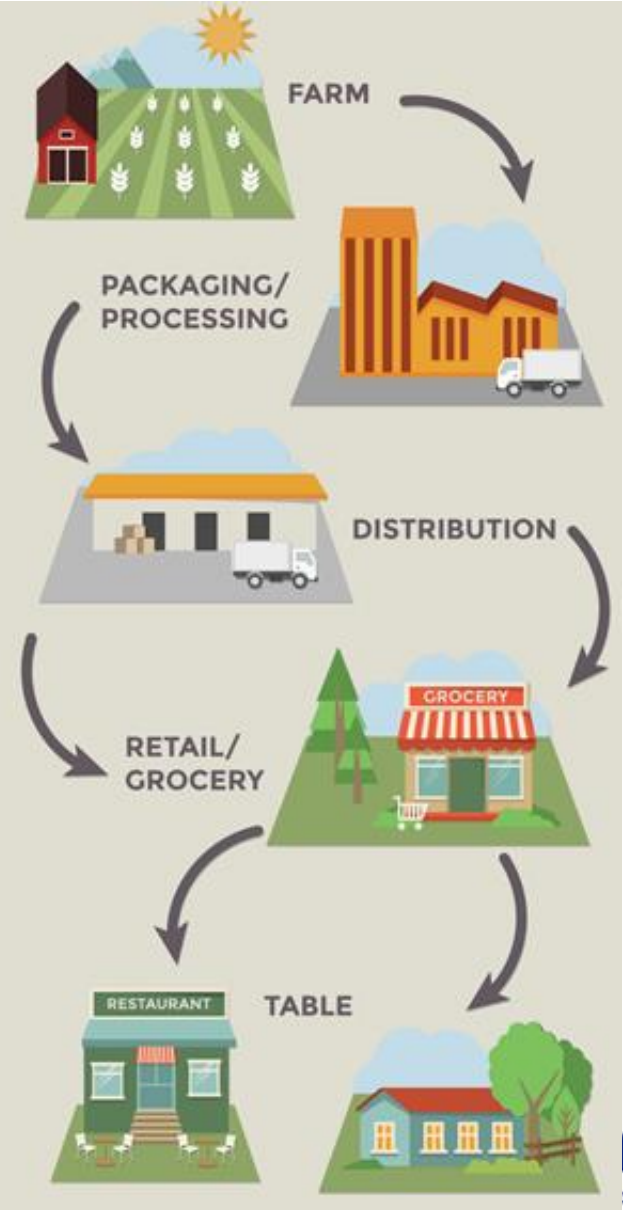 FARM
PACKAGING/
PROCESSING
DISTRIBUTION
GROCERY
RETAIL/
GROCERY
RESTAURANT
TABLE